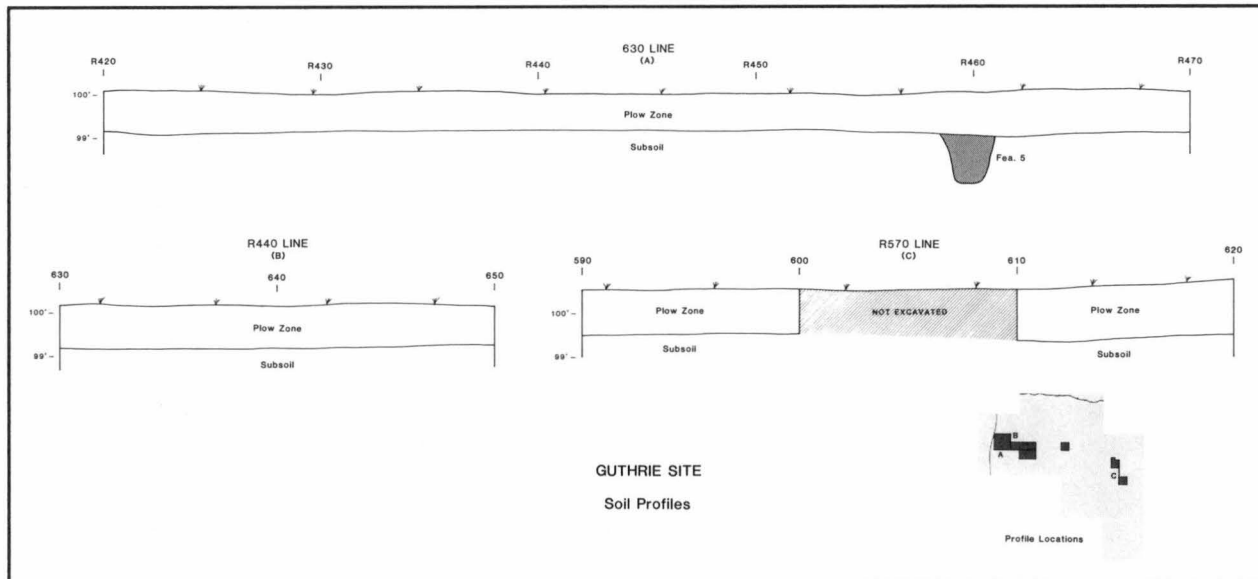 630 LINE
(A)
R420 R430 R440 R450 R460 R470
100'
Plow Zone
99'
Subsoil
Fea. 5
R440 LINE
(B)
630 640 650
100'
Plow Zone
99'
Subsoil
R570 LINE
(C)
590 600 610 620
100'
Plow Zone NOT EXCAVATED Plow Zone
99'
Subsoil Subsoil
B
A
C
GUTHRIE SITE
Soil Profiles
Profile Locations